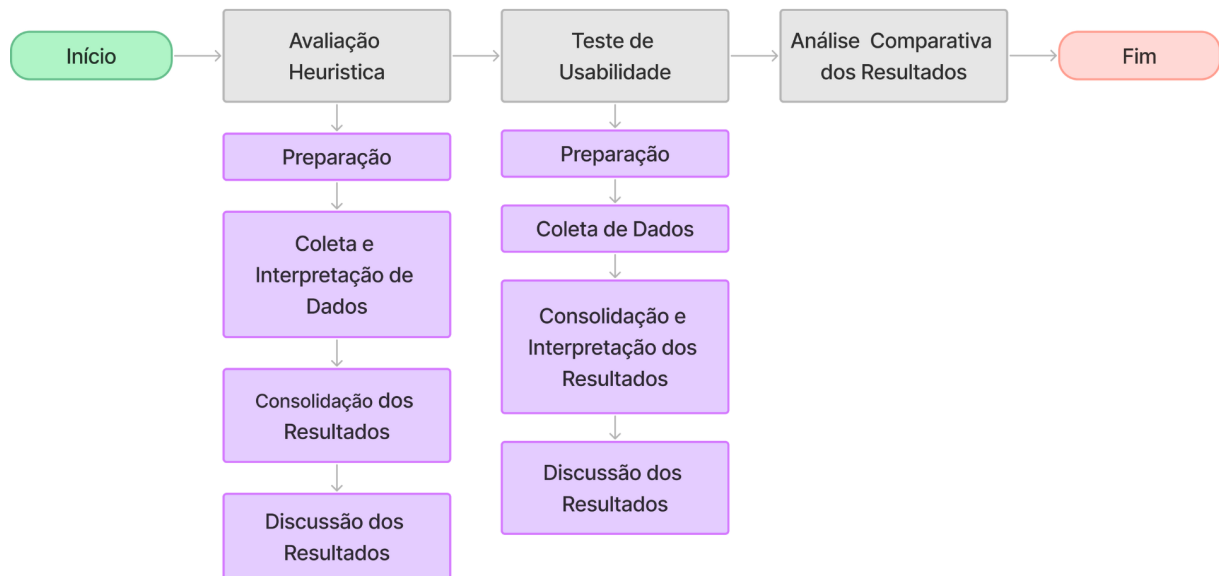 Início
Avaliação
Heuristica
Teste de
Usabilidade
Análise Comparativa
dos Resultados
Fim
Preparação
Coleta e
Interpretação de
Dados
Consolidação dos
Resultados
Discussão dos
Resultados
Preparação
Coleta de Dados
Consolidação e
Interpretação dos
Resultados
Discussão dos
Resultados